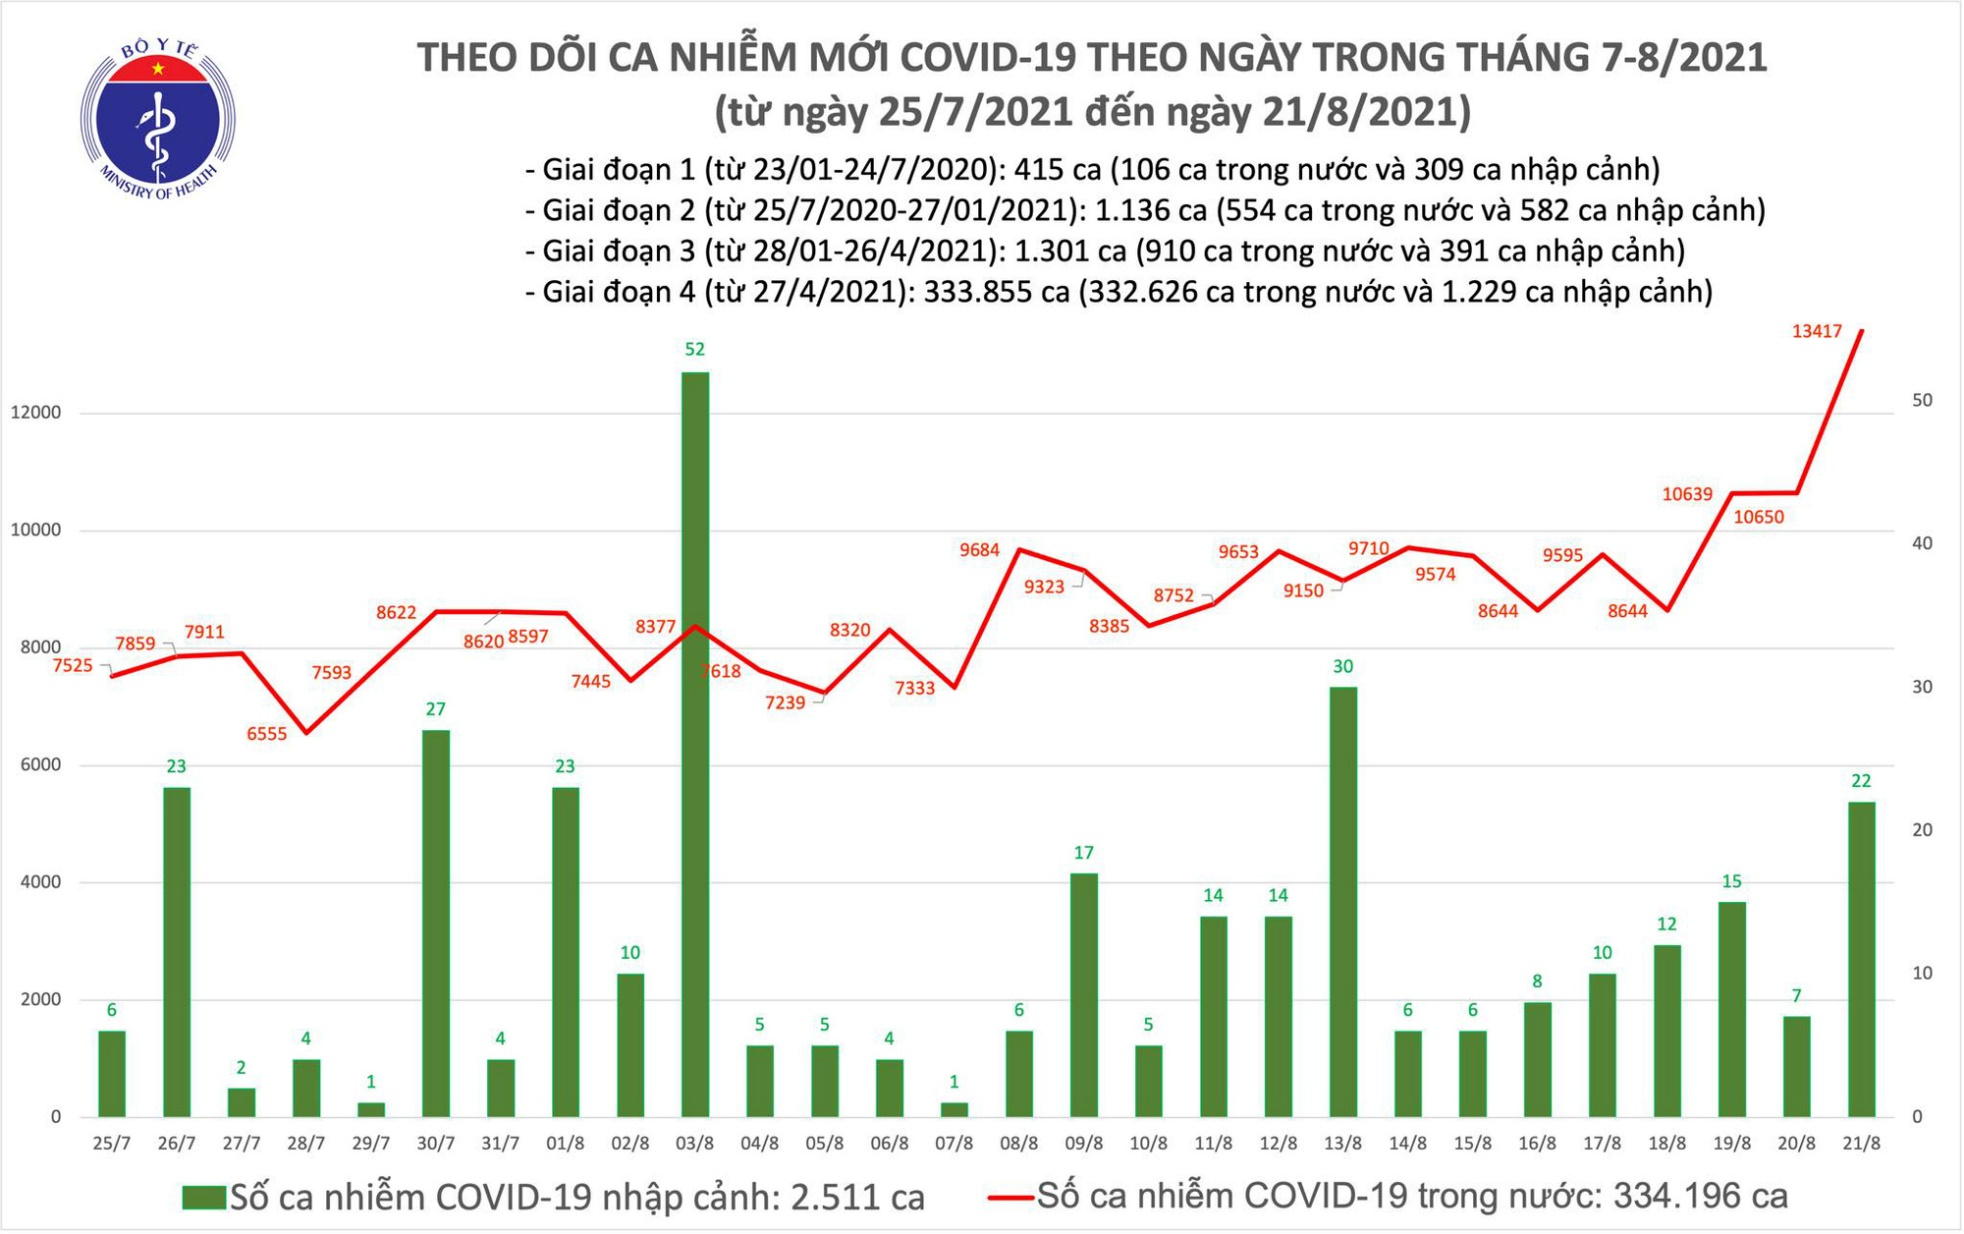 BỘ Y TẾ
MINISTRY OF HEALTH
THEO DÕI CA NHIỄM MỚI COVID-19 THEO NGÀY TRONG THÁNG 7-8/2021
(từ ngày 25/7/2021 đến ngày 21/8/2021)
- Giai đoạn 1 (từ 23/01-24/7/2020): 415 ca (106 ca trong nước và 309 ca nhập cảnh)
- Giai đoạn 2 (từ 25/7/2020-27/01/2021): 1.136 ca (554 ca trong nước và 582 ca nhập cảnh)
- Giai đoạn 3 (từ 28/01-26/4/2021): 1.301 ca (910 ca trong nước và 391 ca nhập cảnh)
- Giai đoạn 4 (từ 27/4/2021): 333.855 ca (332.626 ca trong nước và 1.229 ca nhập cảnh)
12000
10000
8000
6000
4000
2000
0
50
40
30
20
10
0
7525 7859 7911 6555 7593 8622 8620 8597 7445 8377 7618 7239 8320 7333 9684 9323 8385 8752 9653 9150 9710 9574 8644 9595 8644 10639 10650 13417
6 23 2 4 1 27 4 23 10 52 5 5 4 1 6 17 5 14 14 30 6 6 8 10 12 15 7 22
25/7 26/7 27/7 28/7 29/7 30/7 31/7 01/8 02/8 03/8 04/8 05/8 06/8 07/8 08/8 09/8 10/8 11/8 12/8 13/8 14/8 15/8 16/8 17/8 18/8 19/8 20/8 21/8
Số ca nhiễm COVID-19 nhập cảnh: 2.511 ca
Số ca nhiễm COVID-19 trong nước: 334.196 ca